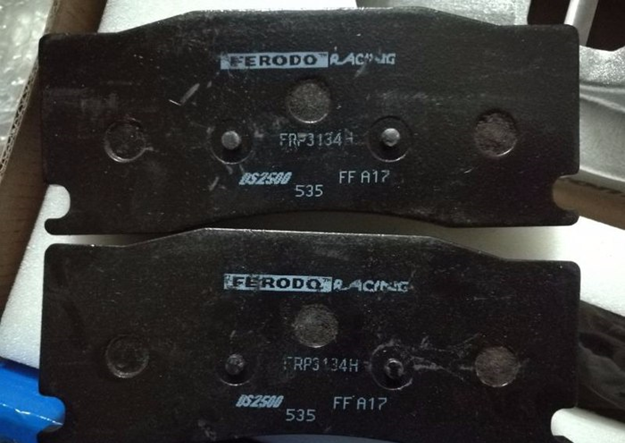 FERODO RACING
FRP3134H
DS2500 FF A17
535
FERODO RACING
FRP3134H
DS2500 FF A17
535